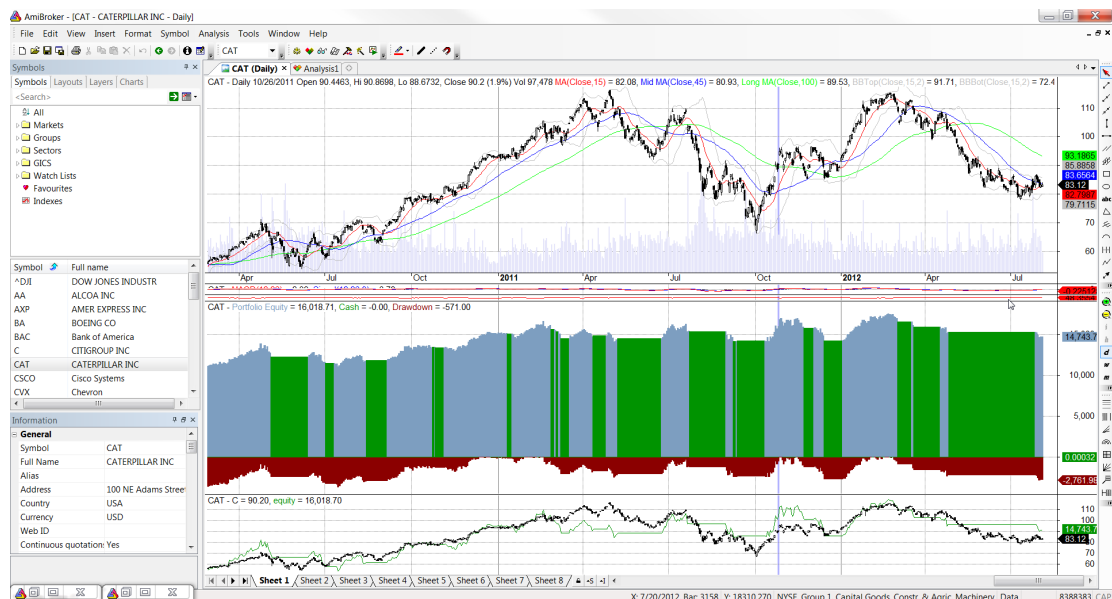 AmiBroker - [CAT - CATERPILLAR INC - Daily]
File Edit View Insert Format Symbol Analysis Tools Window Help
CAT
Symbols
CAT (Daily) Analysis1
Symbols Layouts Layers Charts
<Search>
All
Markets
Groups
Sectors
GICS
Watch Lists
Favourites
Indexes
CAT - Daily 10/26/2011 Open 90.4463, Hi 90.8698, Lo 88.6732, Close 90.2 (1.9%) Vol 97,478 MA(Close,15) = 82.08, Mid MA(Close,45) = 80.93, Long MA(Close,100) = 89.53, BBTop(Close,15,2) = 91.71, BBBot(Close,15,2) = 72.4
110
100
93.1865
85.8858
83.6564
83.12
79.7115
70
60
Apr Jul Oct 2011 Apr Jul Oct 2012 Apr Jul
Symbol Full name
^DJI DOW JONES INDUSTR
AA ALCOA INC
AXP AMER EXPRESS INC
BA BOEING CO
BAC Bank of America
C CITIGROUP INC
CAT CATERPILLAR INC
CSCO Cisco Systems
CVX Chevron
CAT - Portfolio Equity = 16,018.71, Cash = -0.00, Drawdown = -571.00
14,743.7
10,000
5,000
0.00032
-2,761.98
Information
General
Symbol CAT
Full Name CATERPILLAR INC
Alias
Address 100 NE Adams Street
Country USA
Currency USD
Web ID
Continuous quotation: Yes
CAT - C = 90.20, equity = 16,018.70
110
100
14,743.7
83.12
70
60
Sheet 1 Sheet 2 Sheet 3 Sheet 4 Sheet 5 Sheet 6 Sheet 7 Sheet 8
X: 7/20/2012, Bar: 3158, Y: 18310.270 NYSE, Group 1, Capital Goods, Constr. & Agric. Machinery Data 8388383 CAP